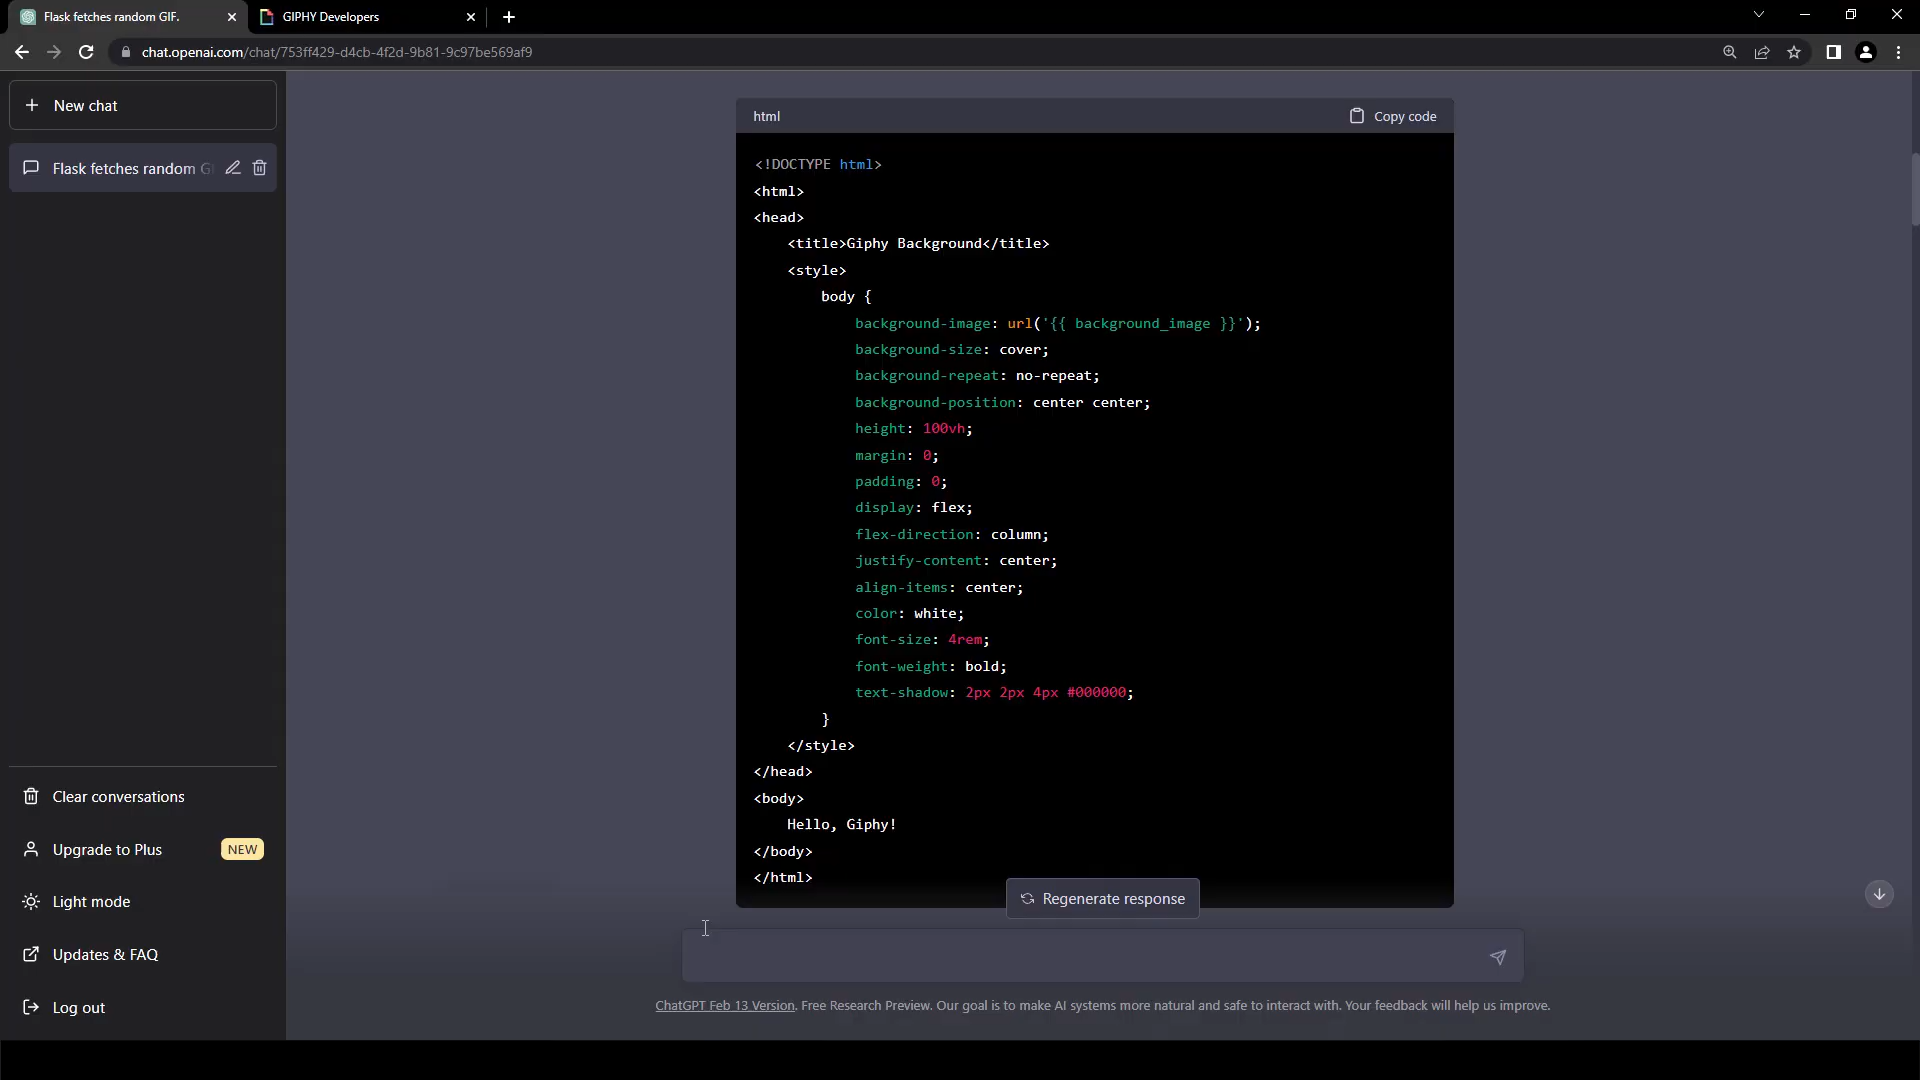 Flask fetches random GIF.
GIPHY Developers
chat.openai.com/chat/753ff429-d4cb-4f2d-9b81-9c97be569af9
New chat
Flask fetches random GI
Clear conversations
Upgrade to Plus NEW
Light mode
Updates & FAQ
Log out
html Copy code
<!DOCTYPE html>
<html>
<head>
<title>Giphy Background</title>
<style>
body {
background-image: url('{{ background_image }}');
background-size: cover;
background-repeat: no-repeat;
background-position: center center;
height: 100vh;
margin: 0;
padding: 0;
display: flex;
flex-direction: column;
justify-content: center;
align-items: center;
color: white;
font-size: 4rem;
font-weight: bold;
text-shadow: 2px 2px 4px #000000;
}
</style>
</head>
<body>
Hello, Giphy!
</body>
</html>
Regenerate response
ChatGPT Feb 13 Version. Free Research Preview. Our goal is to make AI systems more natural and safe to interact with. Your feedback will help us improve.